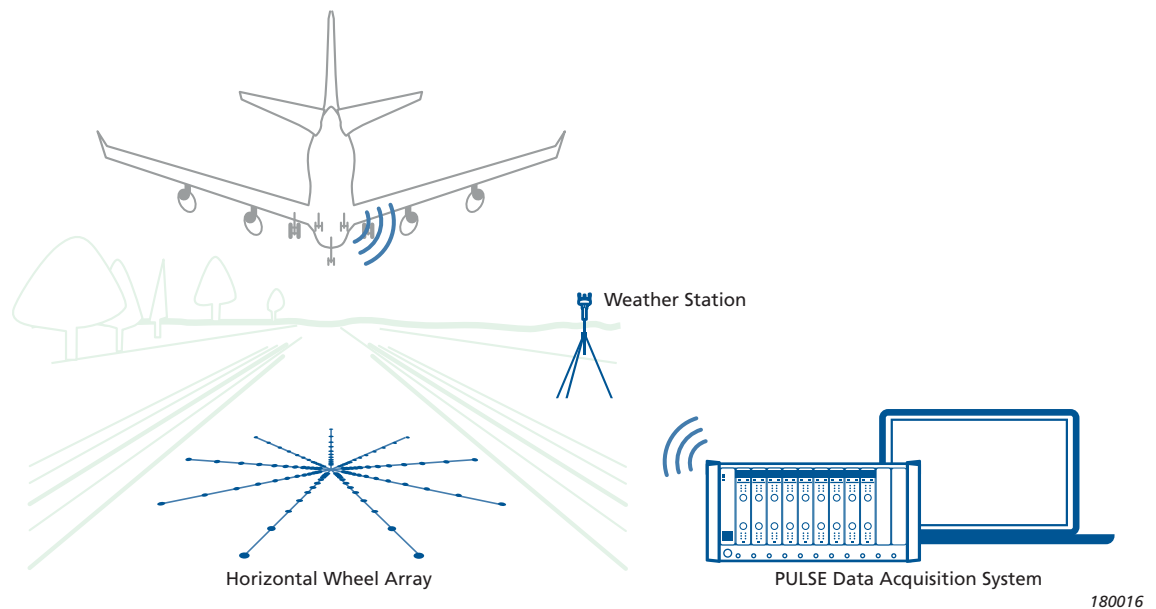 Weather Station
Horizontal Wheel Array
PULSE Data Acquisition System
180016